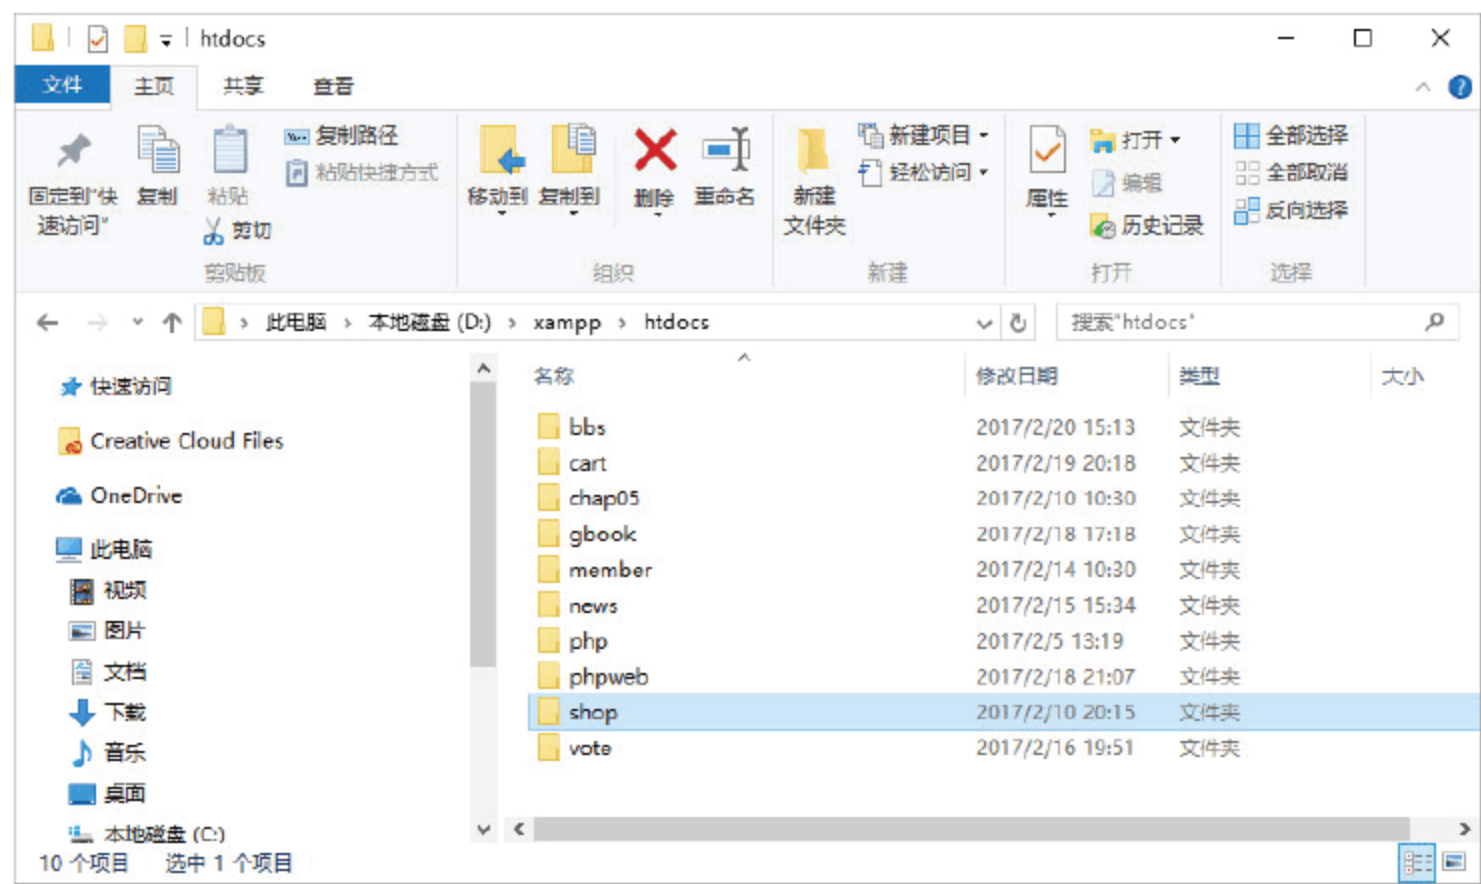 htdocs
文件 主页 共享 查看
固定到"快速访问" 复制 粘贴 剪切 复制路径 粘贴快捷方式 移动到 复制到 删除 重命名 新建文件夹 新建项目 轻松访问 属性 打开 编辑 历史记录 全部选择 全部取消 反向选择
剪贴板 组织 新建 打开 选择
此电脑 > 本地磁盘 (D:) > xampp > htdocs 搜索"htdocs"
名称 修改日期 类型 大小
快速访问
Creative Cloud Files
OneDrive
此电脑
视频
图片
文档
下载
音乐
桌面
本地磁盘 (C:)
bbs 2017/2/20 15:13 文件夹
cart 2017/2/19 20:18 文件夹
chap05 2017/2/10 10:30 文件夹
gbook 2017/2/18 17:18 文件夹
member 2017/2/14 10:30 文件夹
news 2017/2/15 15:34 文件夹
php 2017/2/5 13:19 文件夹
phpweb 2017/2/18 21:07 文件夹
shop 2017/2/10 20:15 文件夹
vote 2017/2/16 19:51 文件夹
10 个项目 选中 1 个项目